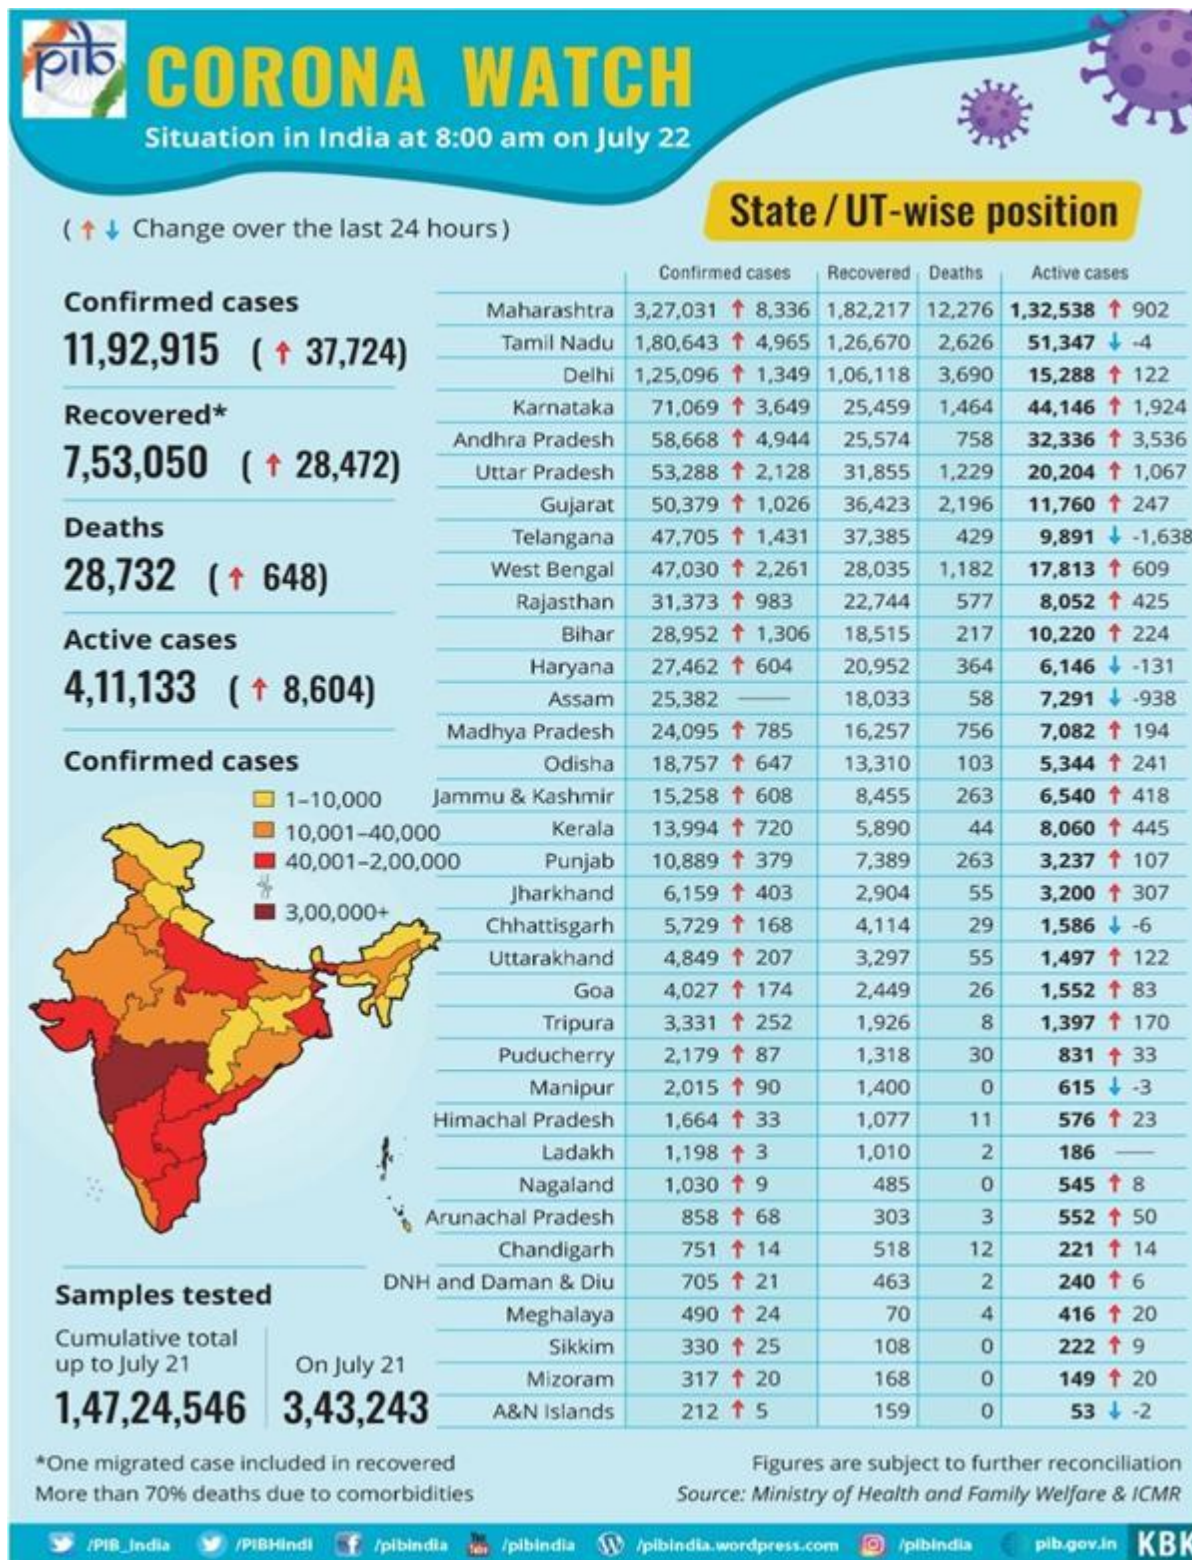 pib
CORONA WATCH
Situation in India at 8:00 am on July 22
(↑ ↓ Change over the last 24 hours)
Confirmed cases
11,92,915 (↑ 37,724)
Recovered*
7,53,050 (↑ 28,472)
Deaths
28,732 (↑ 648)
Active cases
4,11,133 (↑ 8,604)
Confirmed cases
1–10,000
10,001–40,000
40,001–2,00,000
3,00,000+
Samples tested
Cumulative total
up to July 21
1,47,24,546
On July 21
3,43,243
State / UT-wise position
Confirmed cases Recovered Deaths Active cases
Maharashtra 3,27,031 ↑ 8,336 1,82,217 12,276 1,32,538 ↑ 902
Tamil Nadu 1,80,643 ↑ 4,965 1,26,670 2,626 51,347 ↓ -4
Delhi 1,25,096 ↑ 1,349 1,06,118 3,690 15,288 ↑ 122
Karnataka 71,069 ↑ 3,649 25,459 1,464 44,146 ↑ 1,924
Andhra Pradesh 58,668 ↑ 4,944 25,574 758 32,336 ↑ 3,536
Uttar Pradesh 53,288 ↑ 2,128 31,855 1,229 20,204 ↑ 1,067
Gujarat 50,379 ↑ 1,026 36,423 2,196 11,760 ↑ 247
Telangana 47,705 ↑ 1,431 37,385 429 9,891 ↓ -1,638
West Bengal 47,030 ↑ 2,261 28,035 1,182 17,813 ↑ 609
Rajasthan 31,373 ↑ 983 22,744 577 8,052 ↑ 425
Bihar 28,952 ↑ 1,306 18,515 217 10,220 ↑ 224
Haryana 27,462 ↑ 604 20,952 364 6,146 ↓ -131
Assam 25,382 — 18,033 58 7,291 ↓ -938
Madhya Pradesh 24,095 ↑ 785 16,257 756 7,082 ↑ 194
Odisha 18,757 ↑ 647 13,310 103 5,344 ↑ 241
Jammu & Kashmir 15,258 ↑ 608 8,455 263 6,540 ↑ 418
Kerala 13,994 ↑ 720 5,890 44 8,060 ↑ 445
Punjab 10,889 ↑ 379 7,389 263 3,237 ↑ 107
Jharkhand 6,159 ↑ 403 2,904 55 3,200 ↑ 307
Chhattisgarh 5,729 ↑ 168 4,114 29 1,586 ↓ -6
Uttarakhand 4,849 ↑ 207 3,297 55 1,497 ↑ 122
Goa 4,027 ↑ 174 2,449 26 1,552 ↑ 83
Tripura 3,331 ↑ 252 1,926 8 1,397 ↑ 170
Puducherry 2,179 ↑ 87 1,318 30 831 ↑ 33
Manipur 2,015 ↑ 90 1,400 0 615 ↓ -3
Himachal Pradesh 1,664 ↑ 33 1,077 11 576 ↑ 23
Ladakh 1,198 ↑ 3 1,010 2 186 —
Nagaland 1,030 ↑ 9 485 0 545 ↑ 8
Arunachal Pradesh 858 ↑ 68 303 3 552 ↑ 50
Chandigarh 751 ↑ 14 518 12 221 ↑ 14
DNH and Daman & Diu 705 ↑ 21 463 2 240 ↑ 6
Meghalaya 490 ↑ 24 70 4 416 ↑ 20
Sikkim 330 ↑ 25 108 0 222 ↑ 9
Mizoram 317 ↑ 20 168 0 149 ↑ 20
A&N Islands 212 ↑ 5 159 0 53 ↓ -2
*One migrated case included in recovered
More than 70% deaths due to comorbidities
Figures are subject to further reconciliation
Source: Ministry of Health and Family Welfare & ICMR
/PIB_India /PIBHindi /pibindia /pibindia /pibindia.wordpress.com /pibindia pib.gov.in KBK